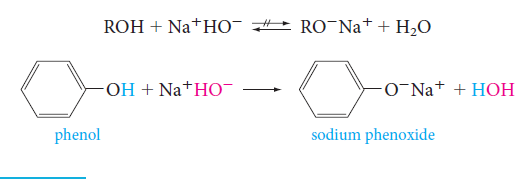 ROH + Na⁺HO⁻ ⇌ RO⁻Na⁺ + H₂O
OH + Na⁺HO⁻ ⟶ O⁻Na⁺ + HOH
phenol sodium phenoxide